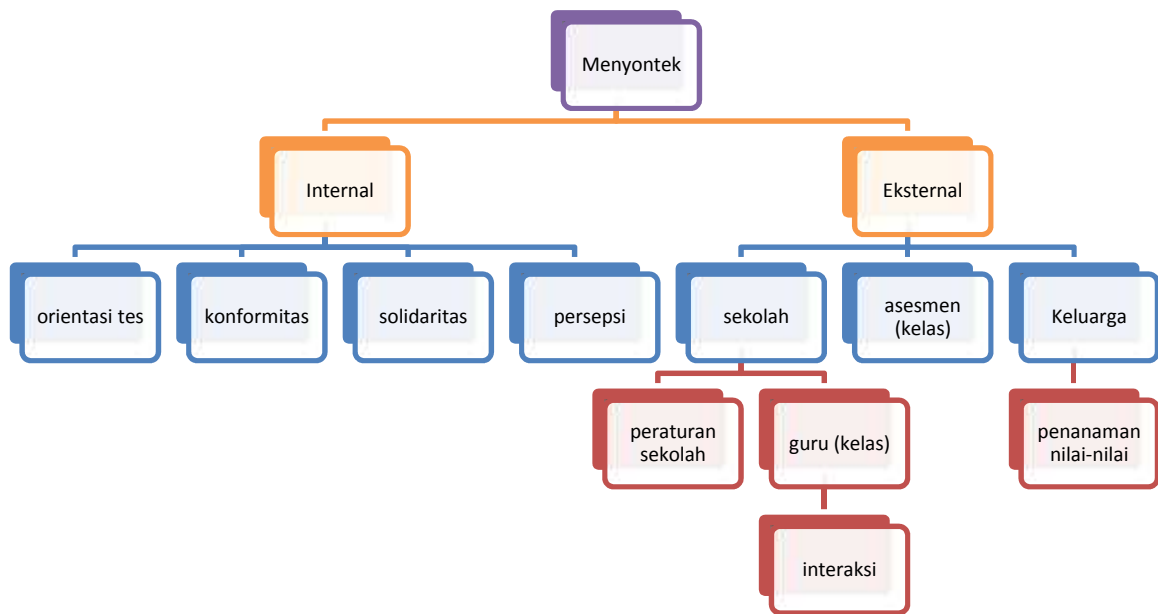 Menyontek
Internal
Eksternal
orientasi tes
konformitas
solidaritas
persepsi
sekolah
asesmen
(kelas)
Keluarga
peraturan
sekolah
guru (kelas)
penanaman
nilai-nilai
interaksi